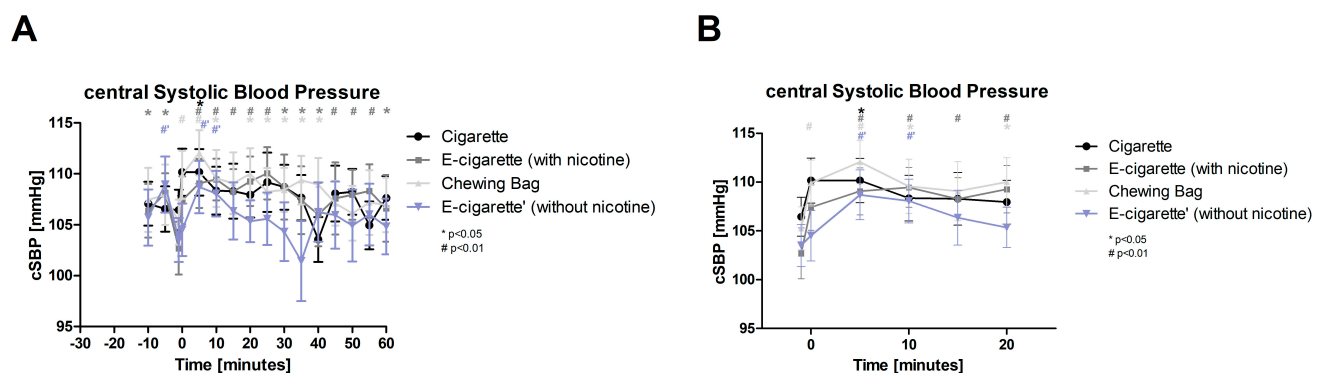 A
central Systolic Blood Pressure
*
* * # # # # # # * * * # # # *
# # * * * * * *
#' #' #'
115
110
105
100
95
cSBP [mmHg]
-30 -20 -10 0 10 20 30 40 50 60
Time [minutes]
Cigarette
E-cigarette (with nicotine)
Chewing Bag
E-cigarette' (without nicotine)
* p<0.05
# p<0.01
B
central Systolic Blood Pressure
*
# # # #
# # * *
#' #'
115
110
105
100
95
cSBP [mmHg]
0 10 20
Time [minutes]
Cigarette
E-cigarette (with nicotine)
Chewing Bag
E-cigarette' (without nicotine)
* p<0.05
# p<0.01